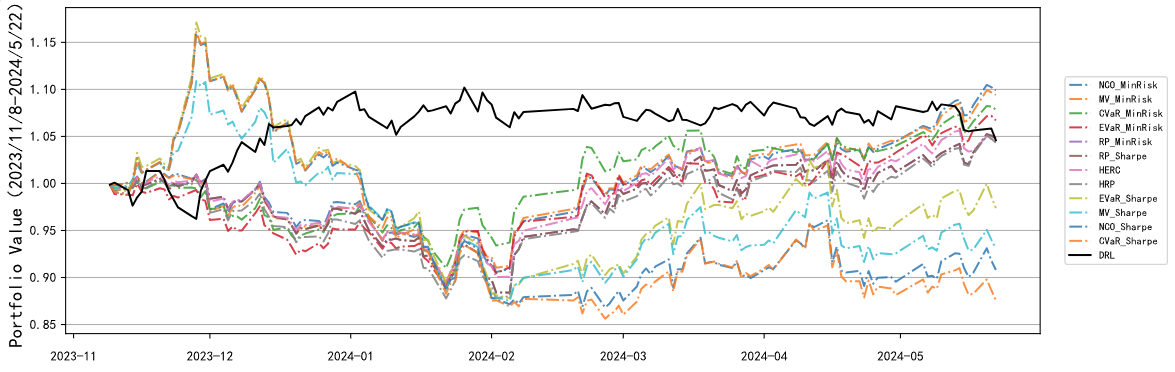 Portfolio Value (2023/11/8-2024/5/22)
1.15
1.10
1.05
1.00
0.95
0.90
0.85
2023-11
2023-12
2024-01
2024-02
2024-03
2024-04
2024-05
NCO_MinRisk
MV_MinRisk
CVaR_MinRisk
EVaR_MinRisk
RP_MinRisk
RP_Sharpe
HERC
HRP
EVaR_Sharpe
MV_Sharpe
NCO_Sharpe
CVaR_Sharpe
DRL